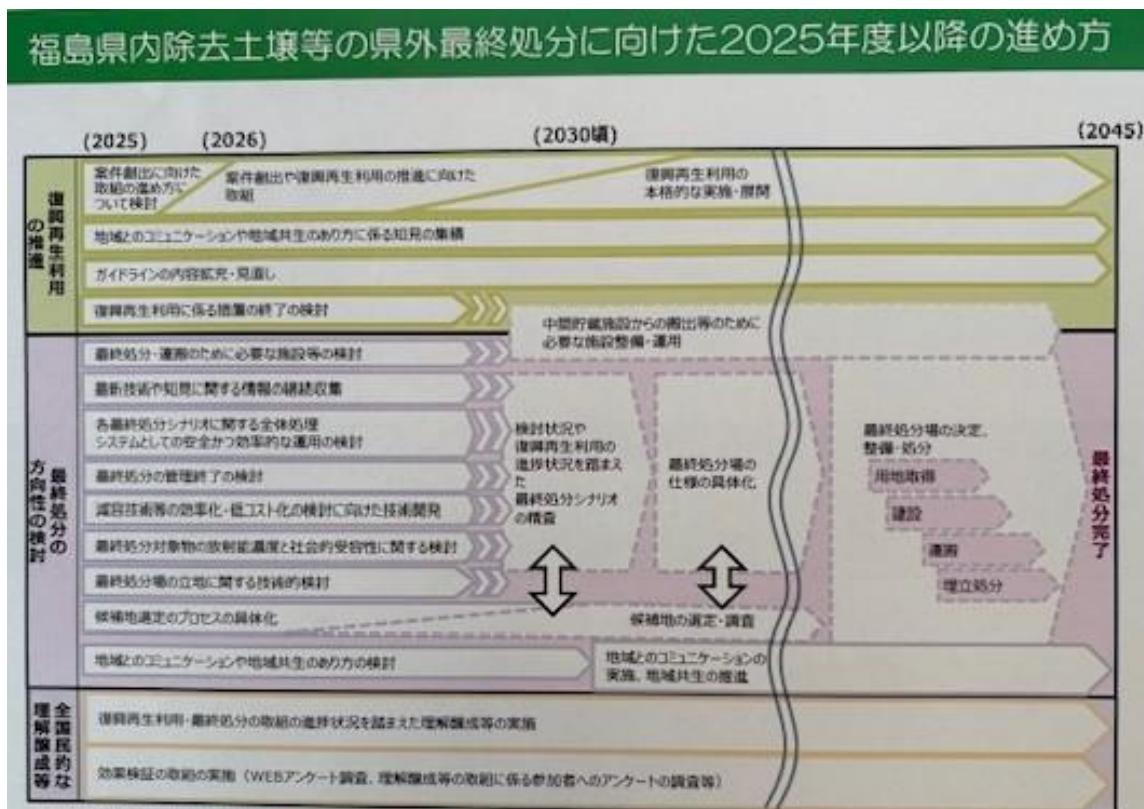 福島県内除去土壌等の県外最終処分に向けた2025年度以降の進め方
(2025)
(2026)
(2030頃)
(2045)
復興再生利用
の推進
案件創出に向けた
取組の進め方に
ついて検討
案件創出や復興再生利用の推進に向けた
取組
復興再生利用の
本格的な実施・展開
地域とのコミュニケーションや地域共生のあり方に係る知見の集積
ガイドラインの内容拡充・見直し
復興再生利用に係る措置の終了の検討
中間貯蔵施設からの搬出等のために
必要な施設整備・運用
最終処分の
方向性の検討
最終処分・運搬のために必要な施設等の検討
最新技術や知見に関する情報の継続収集
各最終処分シナリオに関する全体処理
システムとしての安全かつ効率的な運用の検討
最終処分の管理終了の検討
減容技術等の効率化・低コスト化の検討に向けた技術開発
最終処分対象物の放射能濃度と社会的受容性に関する検討
最終処分場の立地に関する技術的検討
候補地選定のプロセスの具体化
検討状況や
復興再生利用の
進捗状況を踏まえ
た
最終処分シナリオ
の精査
最終処分場の
仕様の具体化
候補地の選定・調査
最終処分場の決定、
整備・処分
用地取得
建設
運搬
埋立処分
最終処分完了
地域とのコミュニケーションや地域共生のあり方の検討
地域とのコミュニケーションの
実施、地域共生の推進
全国民的な
理解醸成等
復興再生利用・最終処分の取組の進捗状況を踏まえた理解醸成等の実施
効果検証の取組の実施（WEBアンケート調査、理解醸成等の取組に係る参加者へのアンケートの調査等）